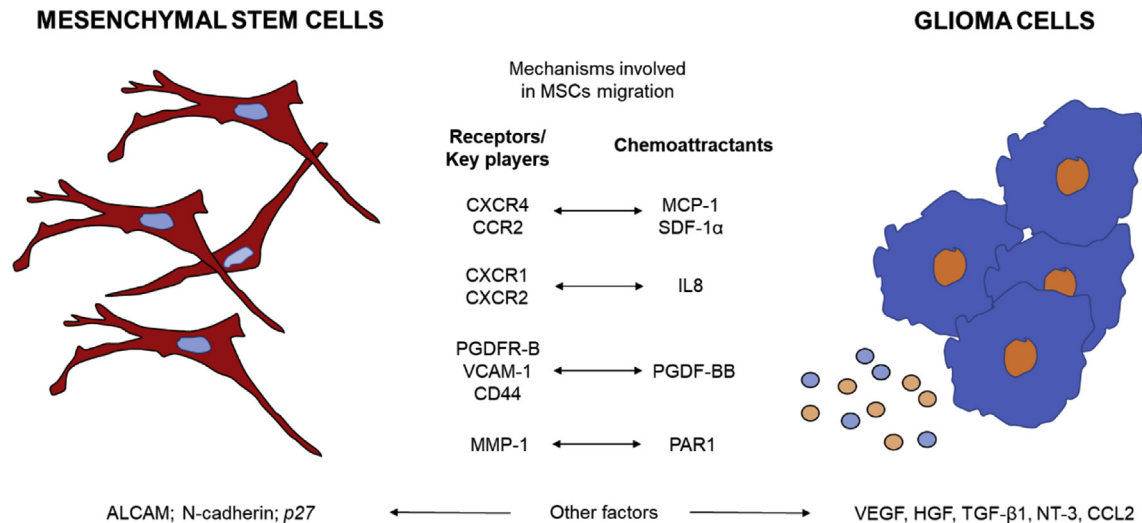 MESENCHYMAL STEM CELLS
GLIOMA CELLS
Mechanisms involved
in MSCs migration
Receptors/
Key players
Chemoattractants
CXCR4
CCR2
MCP-1
SDF-1α
CXCR1
CXCR2
IL8
PGDFR-B
VCAM-1
CD44
PGDF-BB
MMP-1
PAR1
ALCAM; N-cadherin; p27
Other factors
VEGF, HGF, TGF-β1, NT-3, CCL2